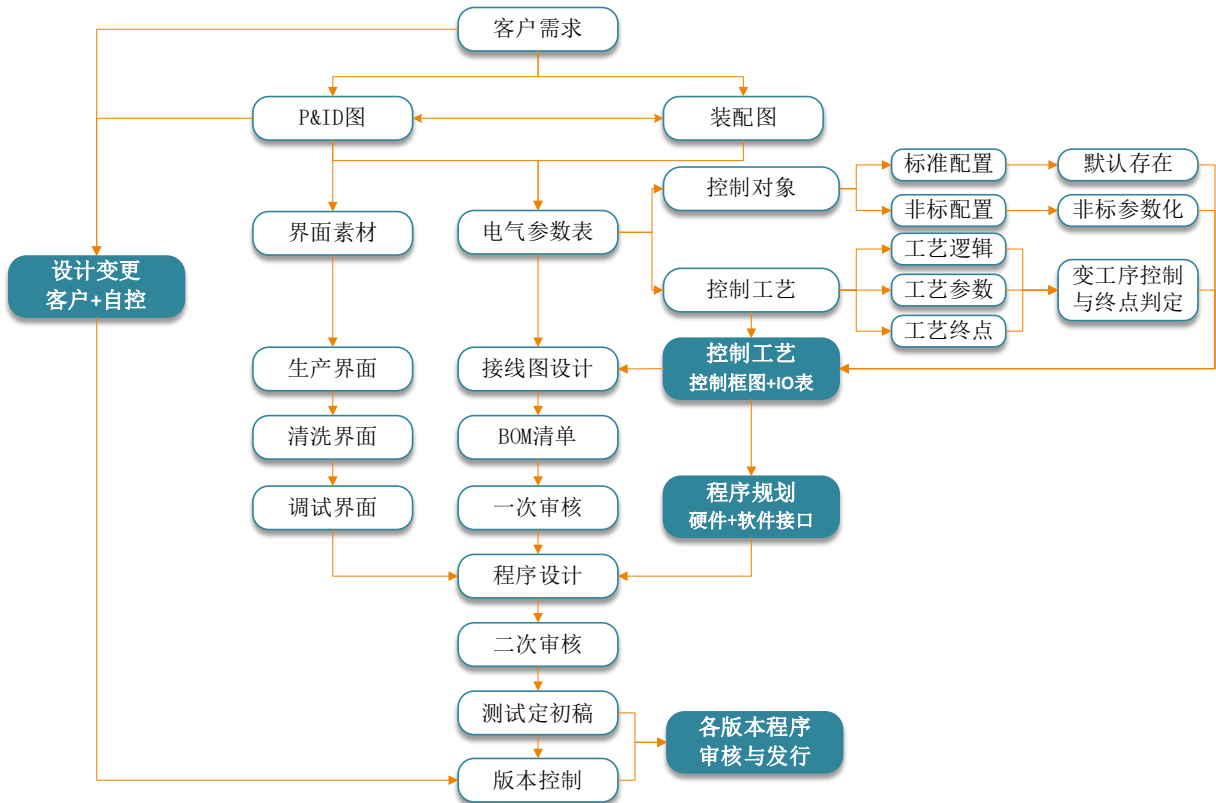 客户需求
P&ID图
装配图
标准配置
默认存在
控制对象
非标配置
非标参数化
界面素材
电气参数表
工艺逻辑
设计变更
客户+自控
控制工艺
工艺参数
变工序控制
与终点判定
工艺终点
生产界面
接线图设计
控制工艺
控制框图+IO表
清洗界面
BOM清单
调试界面
一次审核
程序规划
硬件+软件接口
程序设计
二次审核
测试定初稿
各版本程序
审核与发行
版本控制